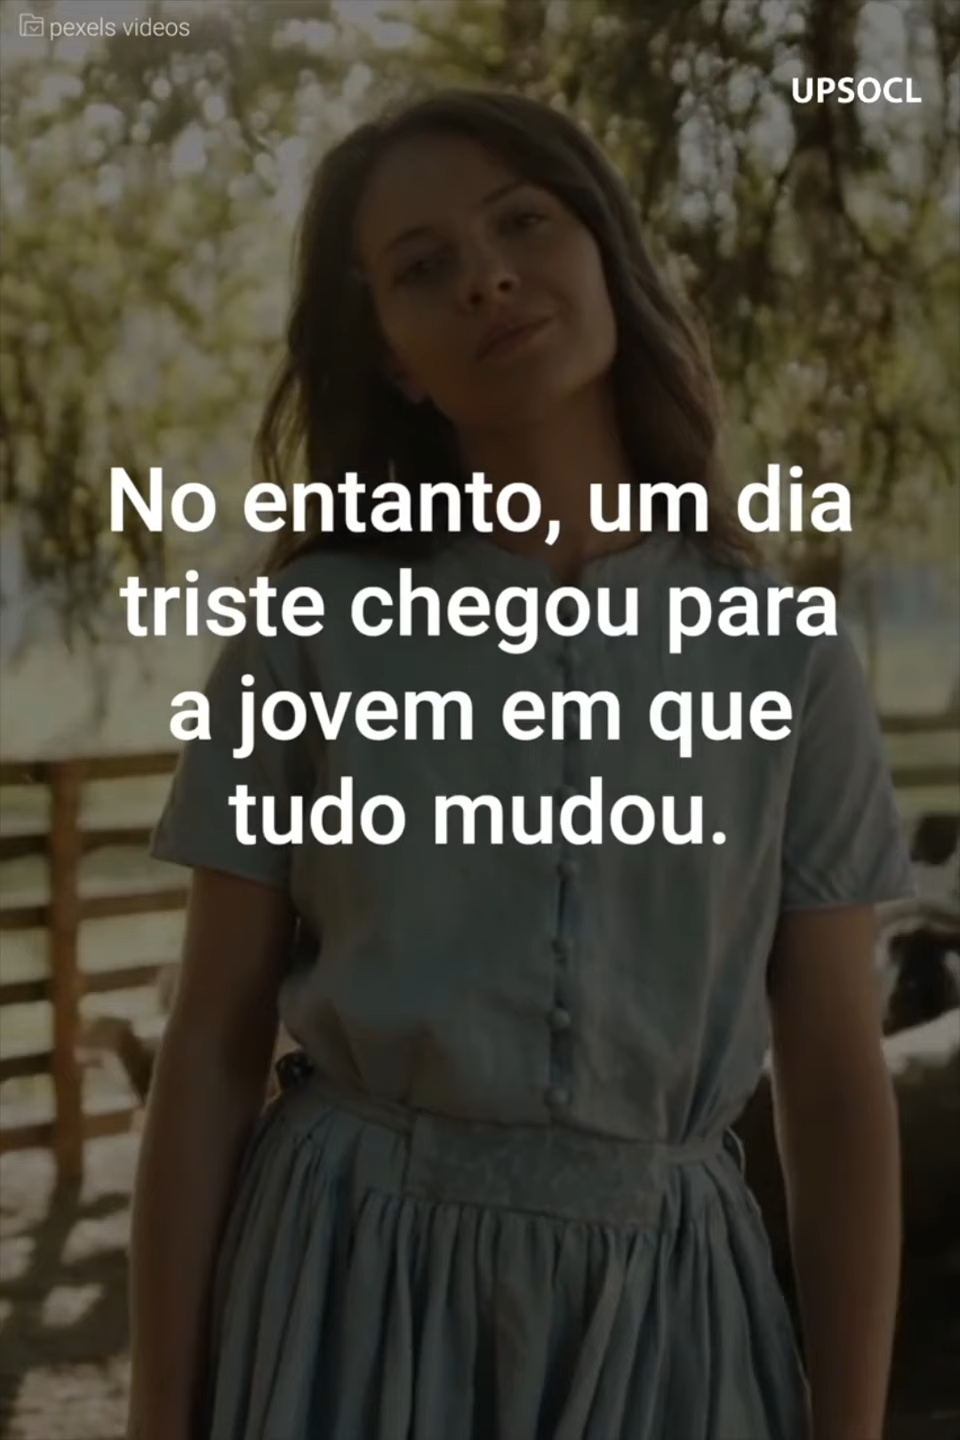 pexels videos
UPSOCL
No entanto, um dia
triste chegou para
a jovem em que
tudo mudou.